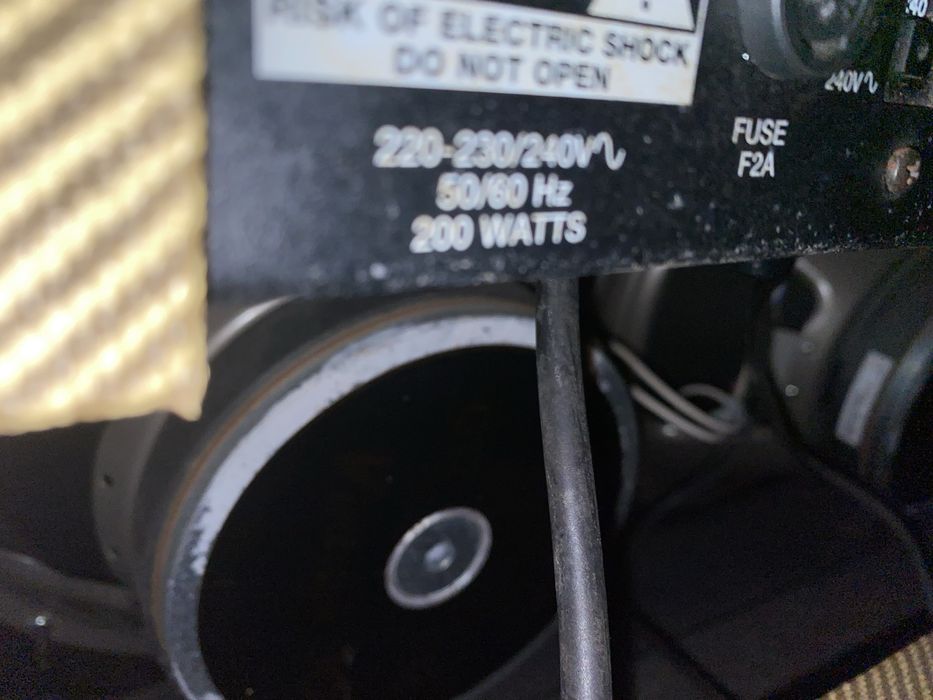 RISK OF ELECTRIC SHOCK
DO NOT OPEN
220-230/240V∿
50/60 Hz
200 WATTS
240V∿
FUSE
F2A